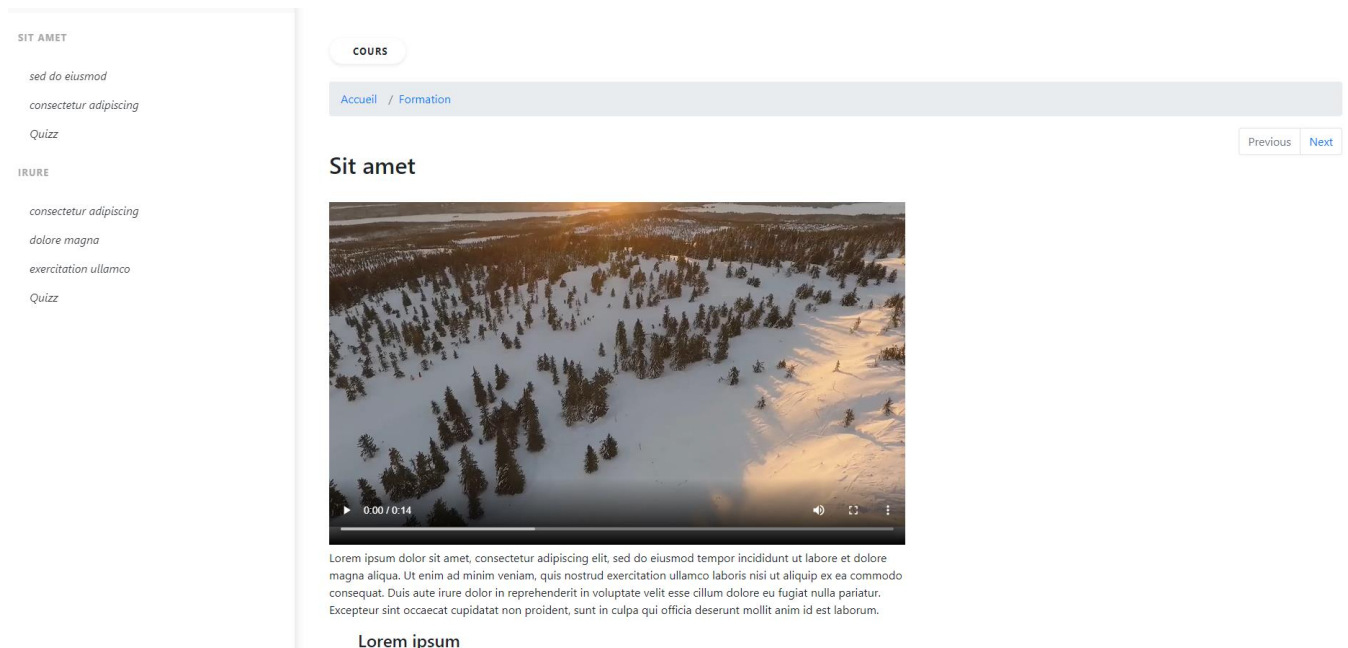 SIT AMET
sed do eiusmod
consectetur adipiscing
Quizz
IRURE
consectetur adipiscing
dolore magna
exercitation ullamco
Quizz
COURS
Accueil / Formation
Previous Next
Sit amet
0:00 / 0:14
Lorem ipsum dolor sit amet, consectetur adipiscing elit, sed do eiusmod tempor incididunt ut labore et dolore
magna aliqua. Ut enim ad minim veniam, quis nostrud exercitation ullamco laboris nisi ut aliquip ex ea commodo
consequat. Duis aute irure dolor in reprehenderit in voluptate velit esse cillum dolore eu fugiat nulla pariatur.
Excepteur sint occaecat cupidatat non proident, sunt in culpa qui officia deserunt mollit anim id est laborum.
Lorem ipsum